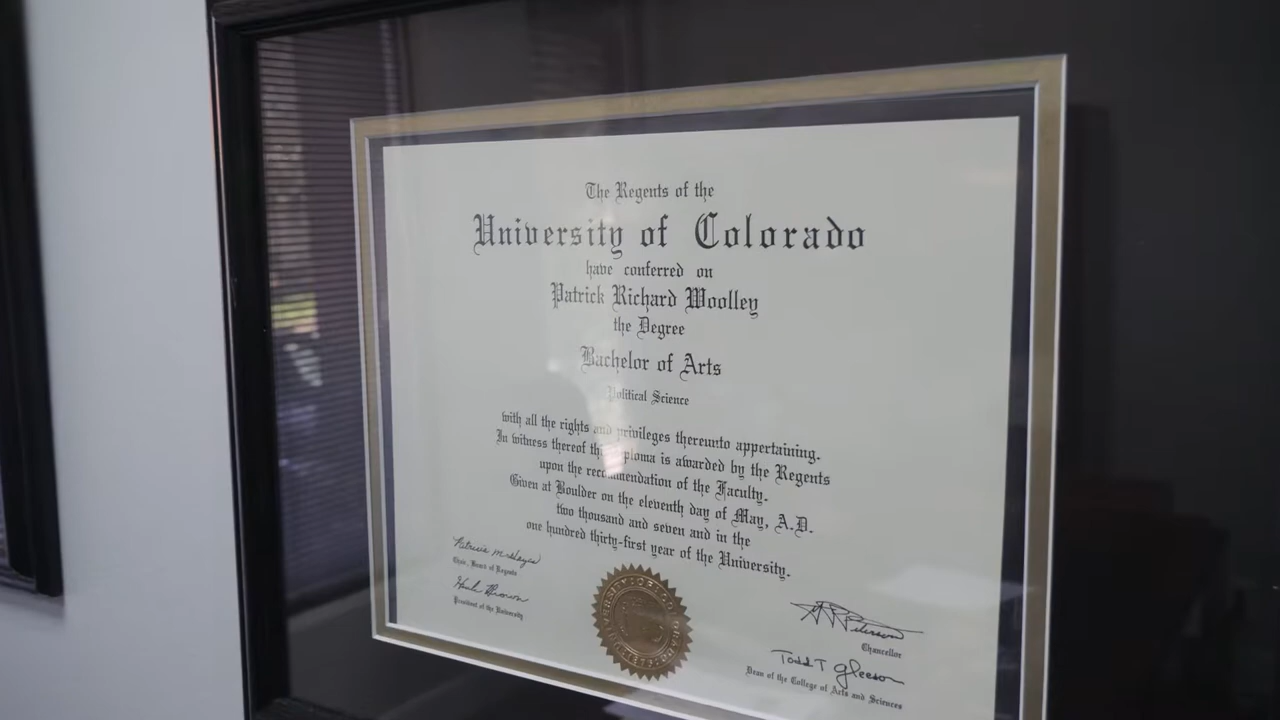 The Regents of the
University of Colorado
have conferred on
Patrick Richard Woolley
the Degree
Bachelor of Arts
Political Science
with all the rights and privileges thereunto appertaining.
In witness thereof this diploma is awarded by the Regents
upon the recommendation of the Faculty.
Given at Boulder on the eleventh day of May, A.D.
two thousand and seven and in the
one hundred thirty-first year of the University.
Chair, Board of Regents
Hank Brown
President of the University
Chancellor
Todd T Gleeson
Dean of the College of Arts and Sciences